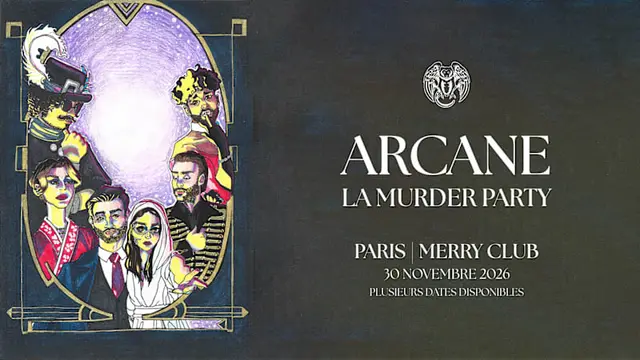 ARCANE
LA MURDER PARTY
PARIS | MERRY CLUB
30 NOVEMBRE 2026
PLUSIEURS DATES DISPONIBLES